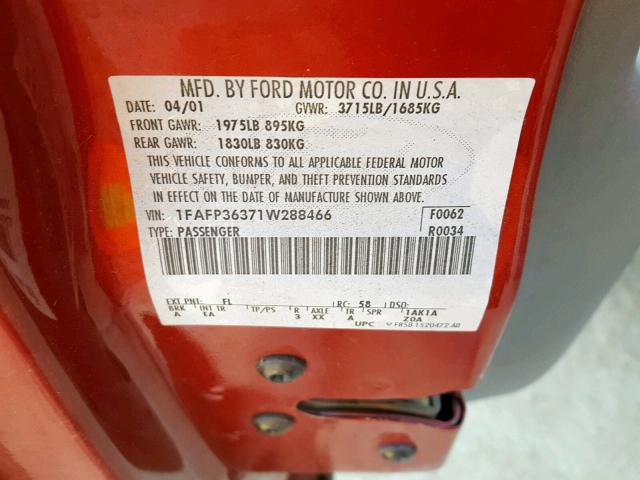 MFD. BY FORD MOTOR CO. IN U.S.A.
DATE: 04/01 GVWR: 3715LB/1685KG
FRONT GAWR: 1975LB 895KG
REAR GAWR: 1830LB 830KG
THIS VEHICLE CONFORMS TO ALL APPLICABLE FEDERAL MOTOR
VEHICLE SAFETY, BUMPER, AND THEFT PREVENTION STANDARDS
IN EFFECT ON THE DATE OF MANUFACTURE SHOWN ABOVE.
VIN: 1FAFP36371W288466 F0062
TYPE: PASSENGER R0034
EXT PNT: FL RC: 58 DSO:
BRK INT TR TP/PS R AXLE TR SPR 1AK1A
A EA 3 XX A Z0A
UPC F85B-1520472-AD